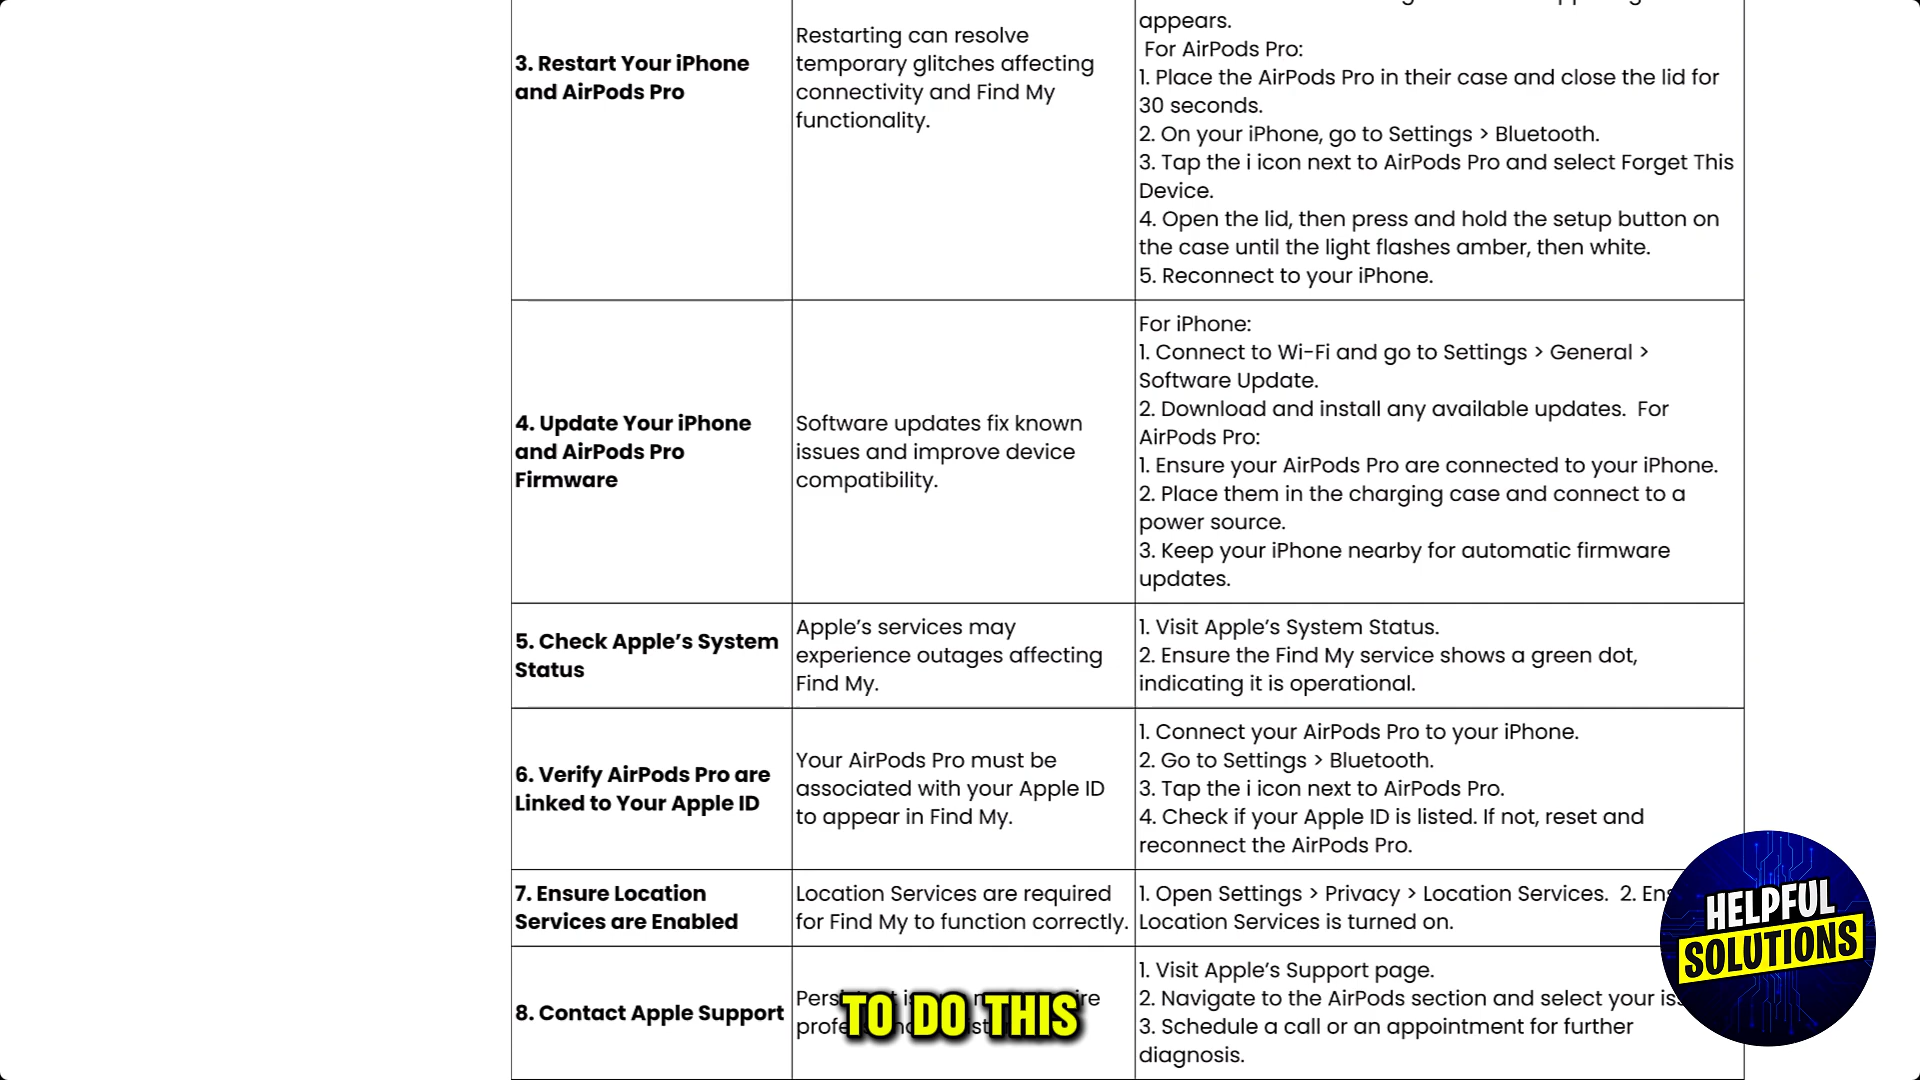 appears.
3. Restart Your iPhone
and AirPods Pro
Restarting can resolve
temporary glitches affecting
connectivity and Find My
functionality.
For AirPods Pro:
1. Place the AirPods Pro in their case and close the lid for
30 seconds.
2. On your iPhone, go to Settings > Bluetooth.
3. Tap the i icon next to AirPods Pro and select Forget This
Device.
4. Open the lid, then press and hold the setup button on
the case until the light flashes amber, then white.
5. Reconnect to your iPhone.
4. Update Your iPhone
and AirPods Pro
Firmware
Software updates fix known
issues and improve device
compatibility.
For iPhone:
1. Connect to Wi-Fi and go to Settings > General >
Software Update.
2. Download and install any available updates.  For
AirPods Pro:
1. Ensure your AirPods Pro are connected to your iPhone.
2. Place them in the charging case and connect to a
power source.
3. Keep your iPhone nearby for automatic firmware
updates.
5. Check Apple’s System
Status
Apple’s services may
experience outages affecting
Find My.
1. Visit Apple’s System Status.
2. Ensure the Find My service shows a green dot,
indicating it is operational.
6. Verify AirPods Pro are
Linked to Your Apple ID
Your AirPods Pro must be
associated with your Apple ID
to appear in Find My.
1. Connect your AirPods Pro to your iPhone.
2. Go to Settings > Bluetooth.
3. Tap the i icon next to AirPods Pro.
4. Check if your Apple ID is listed. If not, reset and
reconnect the AirPods Pro.
7. Ensure Location
Services are Enabled
Location Services are required
for Find My to function correctly.
1. Open Settings > Privacy > Location Services.  2.
Location Services is turned on.
8. Contact Apple Support
1. Visit Apple’s Support page.
2. Navigate to the AirPods section and select your
3. Schedule a call or an appointment for further
diagnosis.
TO DO THIS
HELPFUL
SOLUTIONS